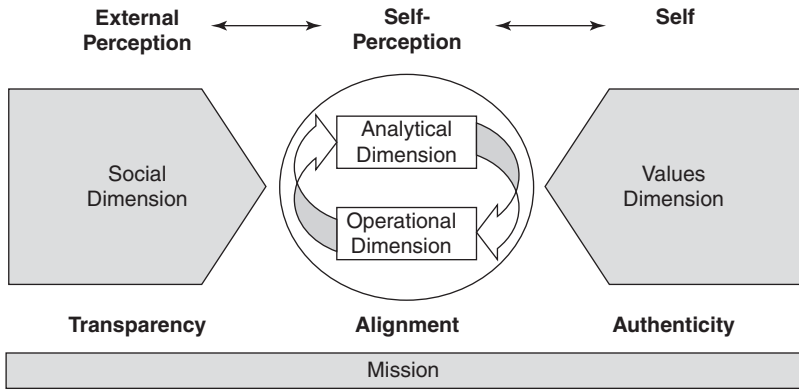 External Perception
Self-Perception
Self
Social Dimension
Analytical Dimension
Operational Dimension
Values Dimension
Transparency
Alignment
Authenticity
Mission